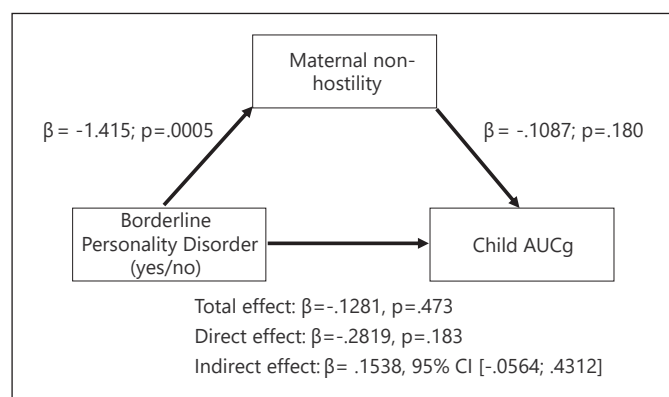 Maternal non-
hostility
β = -1.415; p=.0005
β = -.1087; p=.180
Borderline
Personality Disorder
(yes/no)
Child AUCg
Total effect: β=-.1281, p=.473
Direct effect: β=-.2819, p=.183
Indirect effect: β= .1538, 95% CI [-.0564; .4312]